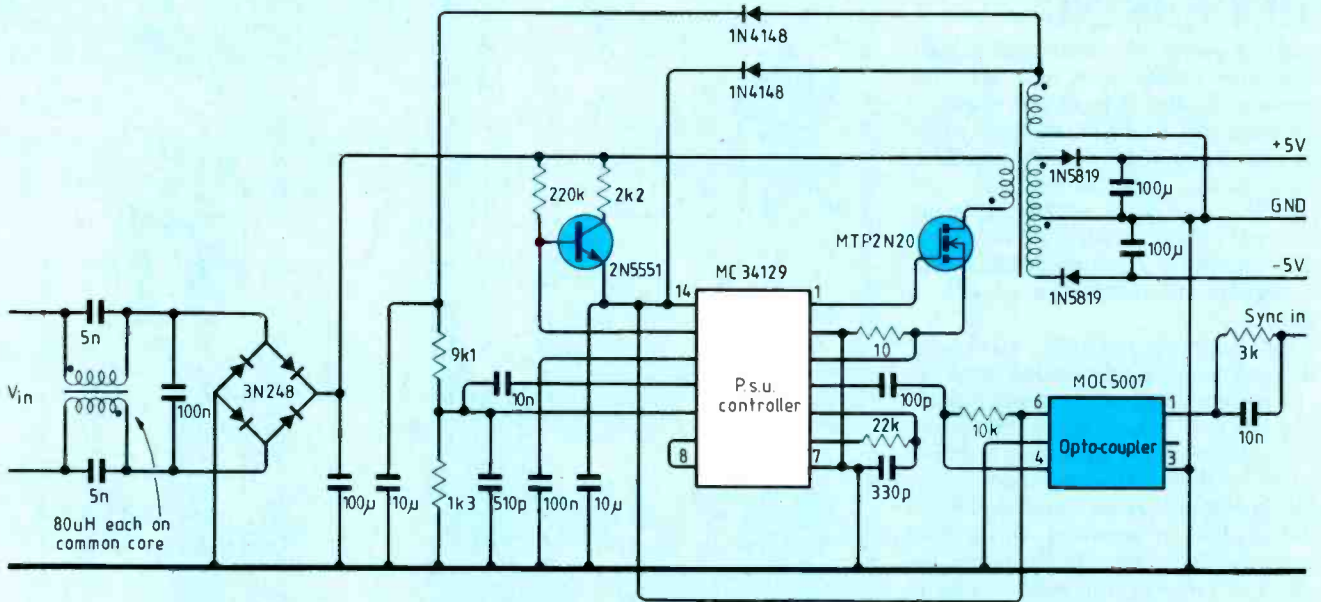 1N4148
1N4148
220k
2k2
2N5551
MTP2N20
1N5819
+5V
100µ
GND
100µ
-5V
1N5819
MC34129
14
1
10
Sync in
3k
5n
Vin
3N248
100n
5n
80uH each on
common core
9k1
10n
P.s.u.
controller
100p
10k
22k
MOC5007
6
1
Opto-coupler
4
3
10n
8
7
330p
100µ
10µ
1k3
510p
100n
10µ